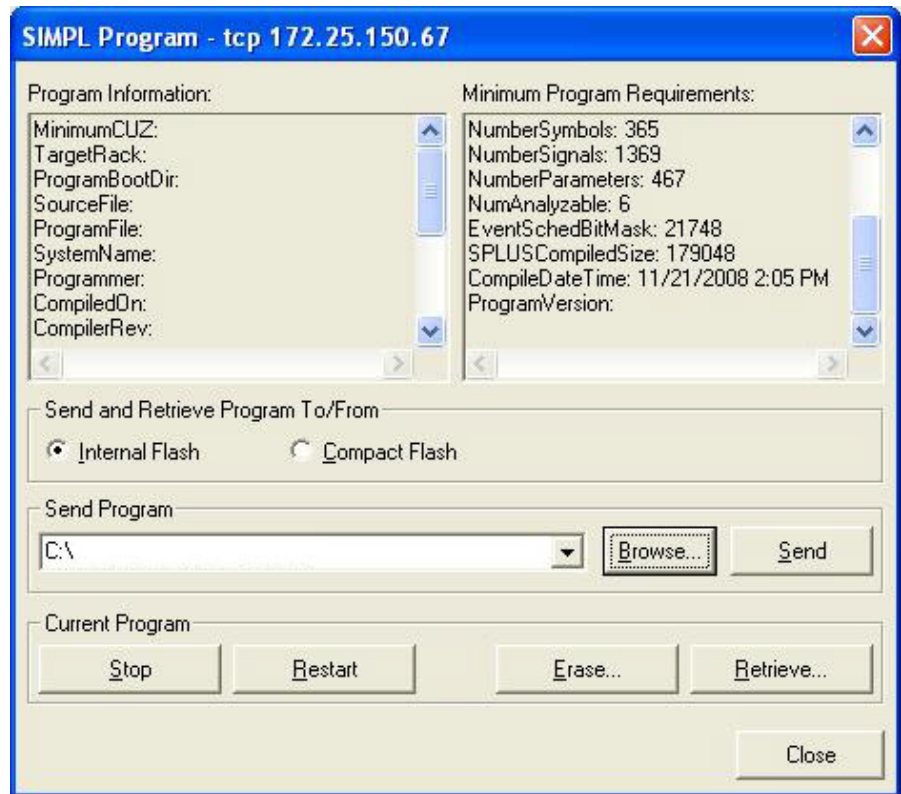 SIMPL Program - tcp 172.25.150.67
Program Information:
MinimumCUZ:
TargetRack:
ProgramBootDir:
SourceFile:
ProgramFile:
SystemName:
Programmer:
CompiledOn:
CompilerRev:
Minimum Program Requirements:
NumberSymbols: 365
NumberSignals: 1369
NumberParameters: 467
NumAnalyzable: 6
EventSchedBitMask: 21748
SPLUSCompiledSize: 179048
CompileDateTime: 11/21/2008 2:05 PM
ProgramVersion:
Send and Retrieve Program To/From
Internal Flash
Compact Flash
Send Program
C:\
Browse...
Send
Current Program
Stop
Restart
Erase...
Retrieve...
Close